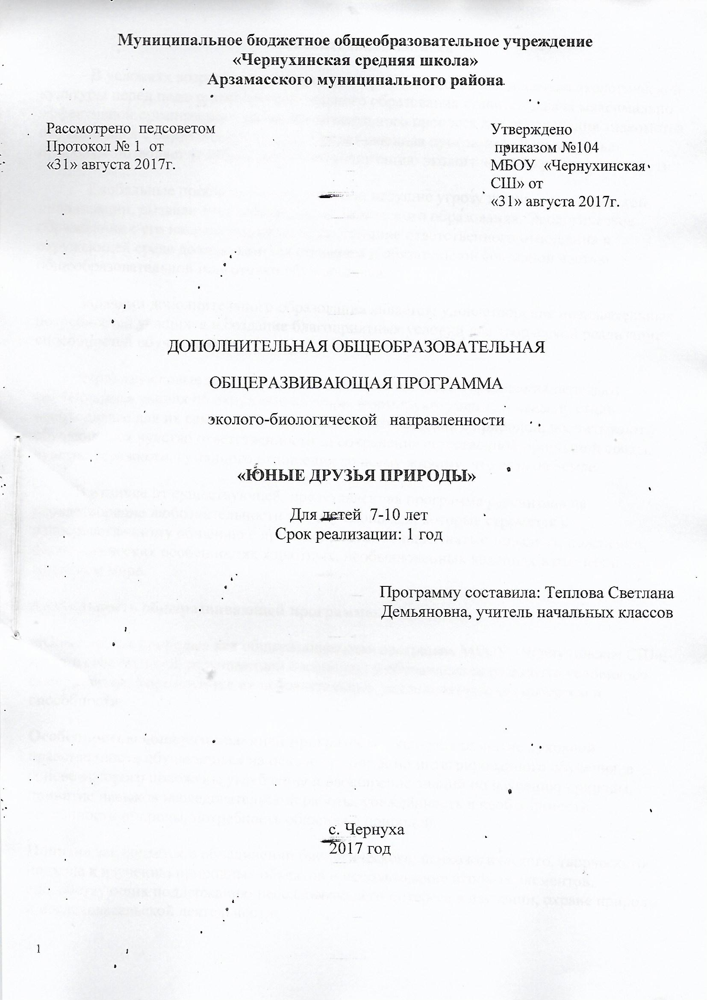 Муниципальное бюджетное общеобразовательное учреждение
«Чернухинская средняя школа»
Арзамасского муниципального района
Рассмотрено педсоветом
Протокол № 1 от
«31» августа 2017г.
Утверждено
приказом №104
МБОУ «Чернухинская
СШ» от
«31» августа 2017г.
ДОПОЛНИТЕЛЬНАЯ ОБЩЕОБРАЗОВАТЕЛЬНАЯ
ОБЩЕРАЗВИВАЮЩАЯ ПРОГРАММА
эколого-биологической направленности
«ЮНЫЕ ДРУЗЬЯ ПРИРОДЫ»
Для детей 7-10 лет
Срок реализации: 1 год
Программу составила: Теплова Светлана
Демьяновна, учитель начальных классов
с. Чернуха
2017 год
1